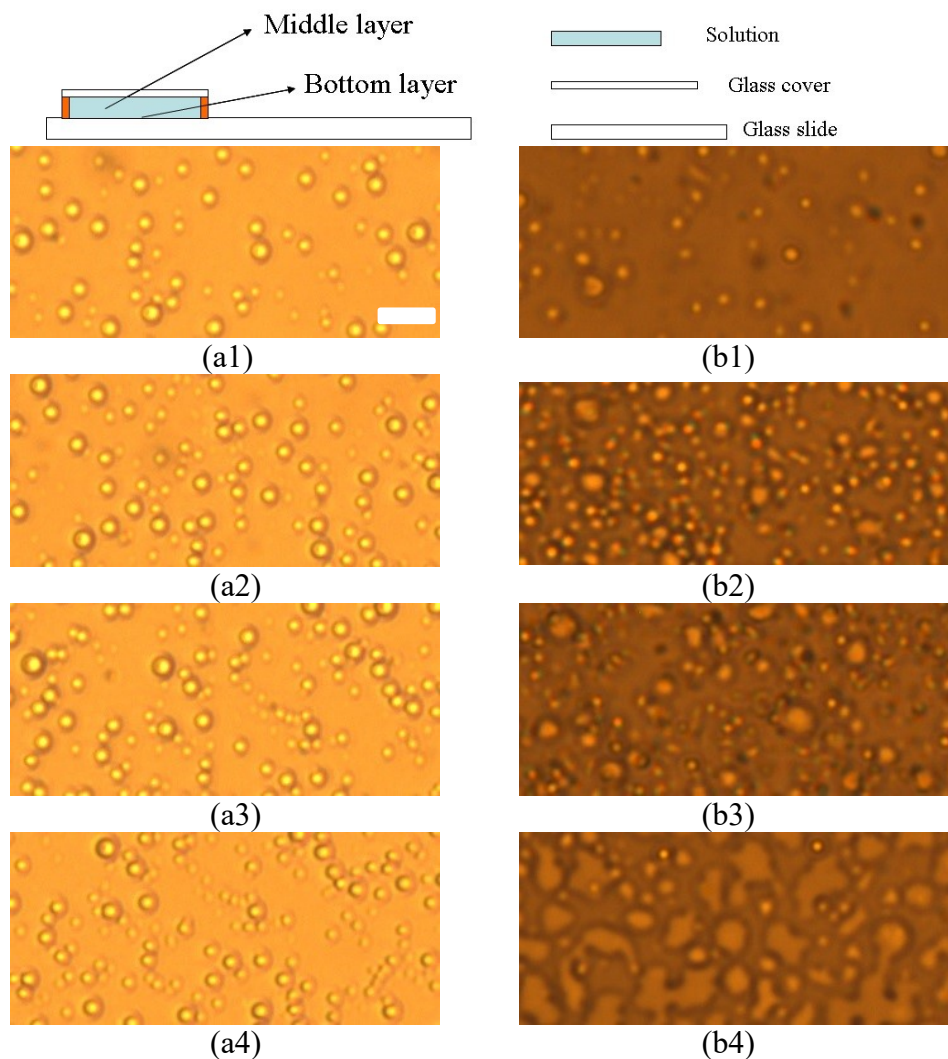 Middle layer
Bottom layer
Solution
Glass cover
Glass slide
(a1)
(b1)
(a2)
(b2)
(a3)
(b3)
(a4)
(b4)